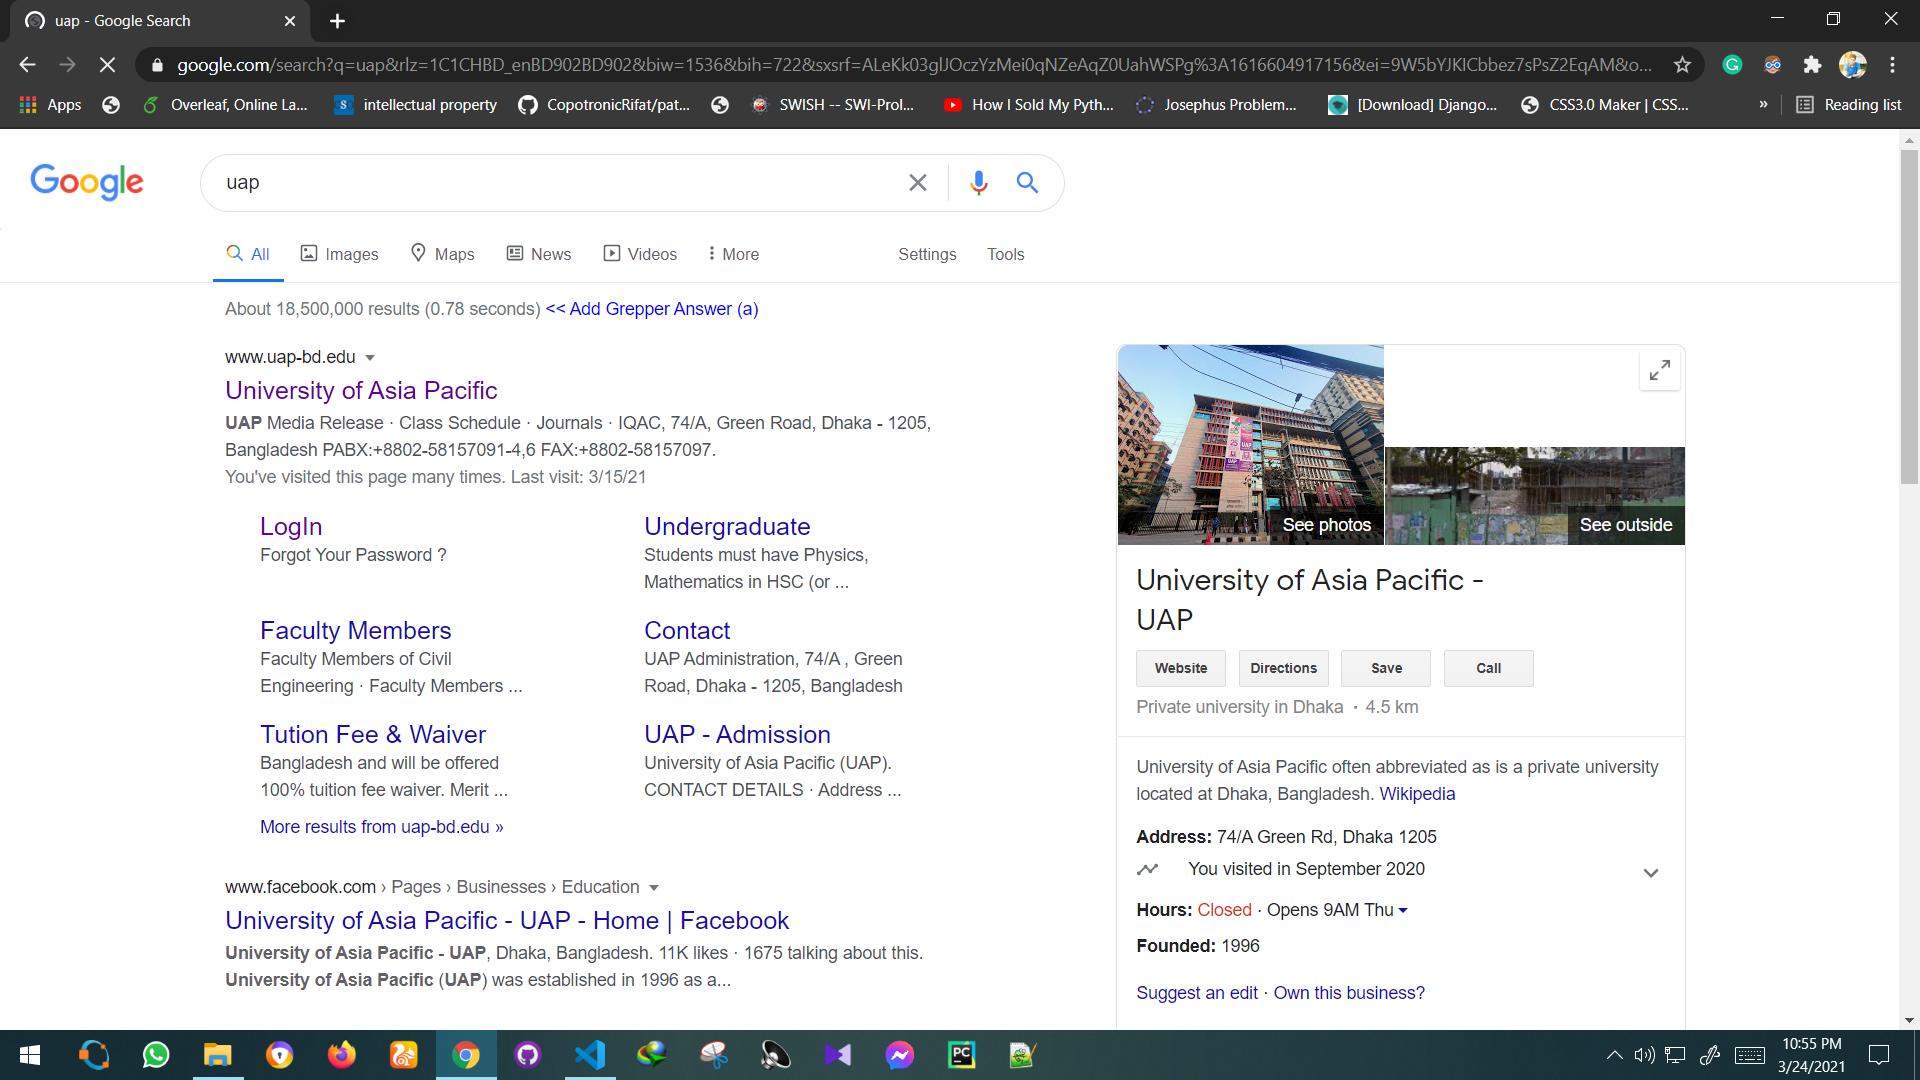 uap - Google Search
google.com/search?q=uap&rlz=1C1CHBD_enBD902BD902&biw=1536&bih=722&sxsrf=ALeKk03glJOczYzMei0qNZeAqZ0UahWSPg%3A1616604917156&ei=9W5bYJKICbbez7sPsZ2EqAM&o...
Apps
Overleaf, Online La...
intellectual property
CopotronicRifat/pat...
SWISH -- SWI-Prol...
How I Sold My Pyth...
Josephus Problem...
[Download] Django...
CSS3.0 Maker | CSS...
»
Reading list
Google
uap
All
Images
Maps
News
Videos
More
Settings
Tools
About 18,500,000 results (0.78 seconds) << Add Grepper Answer (a)
www.uap-bd.edu
University of Asia Pacific
UAP Media Release · Class Schedule · Journals · IQAC, 74/A, Green Road, Dhaka - 1205,
Bangladesh PABX:+8802-58157091-4,6 FAX:+8802-58157097.
You've visited this page many times. Last visit: 3/15/21
LogIn
Forgot Your Password ?
Undergraduate
Students must have Physics,
Mathematics in HSC (or ...
Faculty Members
Faculty Members of Civil
Engineering · Faculty Members ...
Contact
UAP Administration, 74/A , Green
Road, Dhaka - 1205, Bangladesh
Tution Fee & Waiver
Bangladesh and will be offered
100% tuition fee waiver. Merit ...
UAP - Admission
University of Asia Pacific (UAP).
CONTACT DETAILS · Address ...
More results from uap-bd.edu »
www.facebook.com › Pages › Businesses › Education
University of Asia Pacific - UAP - Home | Facebook
University of Asia Pacific - UAP, Dhaka, Bangladesh. 11K likes · 1675 talking about this.
University of Asia Pacific (UAP) was established in 1996 as a...
See photos
See outside
University of Asia Pacific -
UAP
Website
Directions
Save
Call
Private university in Dhaka · 4.5 km
University of Asia Pacific often abbreviated as is a private university
located at Dhaka, Bangladesh. Wikipedia
Address: 74/A Green Rd, Dhaka 1205
You visited in September 2020
Hours: Closed · Opens 9AM Thu
Founded: 1996
Suggest an edit · Own this business?
PC
10:55 PM
3/24/2021